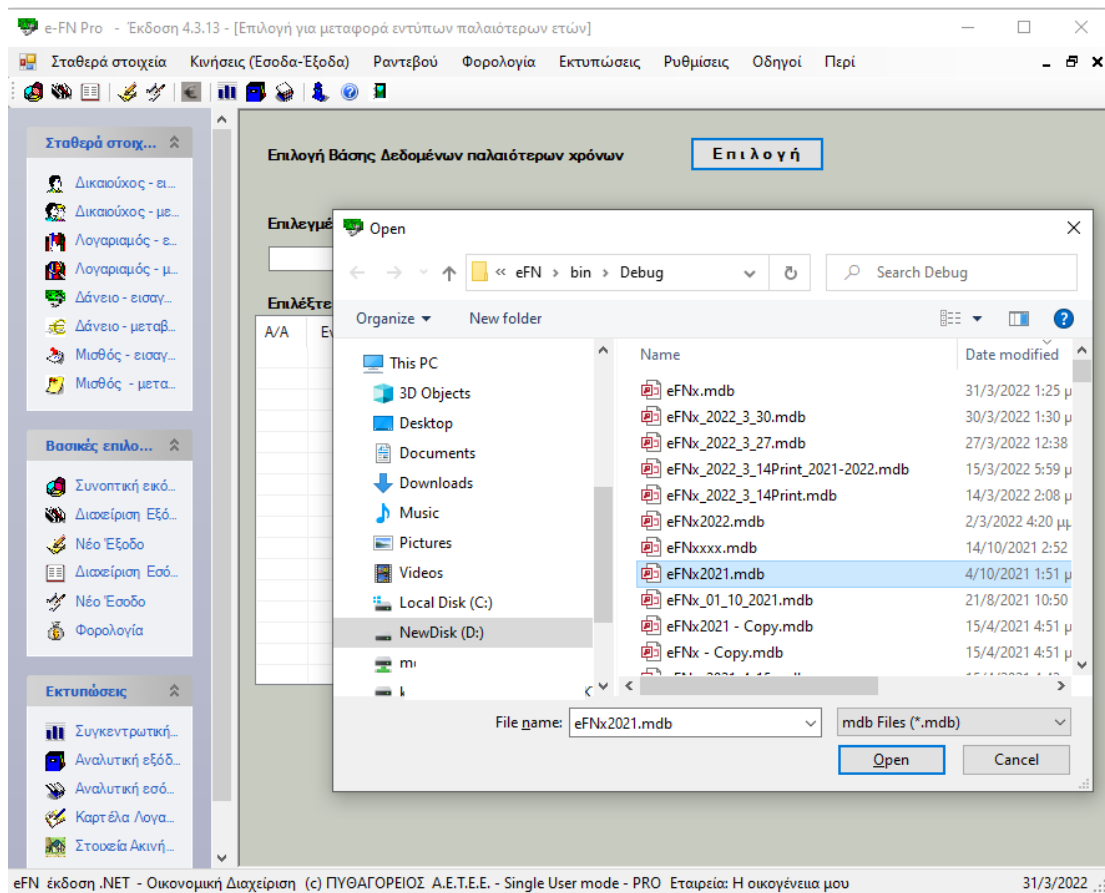 e-FN Pro - Έκδοση 4.3.13 - [Επιλογή για μεταφορά εντύπων παλαιότερων ετών]
Σταθερά στοιχεία Κινήσεις (Έσοδα-Έξοδα) Ραντεβού Φορολογία Εκτυπώσεις Ρυθμίσεις Οδηγοί Περί
Σταθερά στοιχ...
Δικαιούχος - ει...
Δικαιούχος - με...
Λογαριασμός - ε...
Λογαριασμός - μ...
Δάνειο - εισαγ...
Δάνειο - μεταβ...
Μισθός - εισαγ...
Μισθός - μετα...
Βασικές επιλο...
Συνοπτική εικό...
Διαχείριση Εξό...
Νέο Έξοδο
Διαχείριση Εσό...
Νέο Έσοδο
Φορολογία
Εκτυπώσεις
Συγκεντρωτική...
Αναλυτική εξόδ...
Αναλυτική εσό...
Καρτέλα Λογα...
Στοιχεία Ακινή...
Επιλογή Βάσης Δεδομένων παλαιότερων χρόνων Επιλογή
Επιλεγμέ
Επιλέξτε
Α/Α Εν
Open
« eFN > bin > Debug Search Debug
Organize New folder
This PC
3D Objects
Desktop
Documents
Downloads
Music
Pictures
Videos
Local Disk (C:)
NewDisk (D:)
Name Date modified
eFNx.mdb 31/3/2022 1:25 μ
eFNx_2022_3_30.mdb 30/3/2022 1:30 μ
eFNx_2022_3_27.mdb 27/3/2022 12:38
eFNx_2022_3_14Print_2021-2022.mdb 15/3/2022 5:59 μ
eFNx_2022_3_14Print.mdb 14/3/2022 2:08 μ
eFNx2022.mdb 2/3/2022 4:20 μμ
eFNxxxx.mdb 14/10/2021 2:52
eFNx2021.mdb 4/10/2021 1:51 μ
eFNx_01_10_2021.mdb 21/8/2021 10:50
eFNx2021 - Copy.mdb 15/4/2021 4:51 μ
eFNx - Copy.mdb 15/4/2021 4:51 μ
File name: eFNx2021.mdb mdb Files (*.mdb)
Open Cancel
eFN έκδοση .NET - Οικονομική Διαχείριση (c) ΠΥΘΑΓΟΡΕΙΟΣ Α.Ε.Τ.Ε.Ε. - Single User mode - PRO Εταιρεία: Η οικογένεια μου 31/3/2022